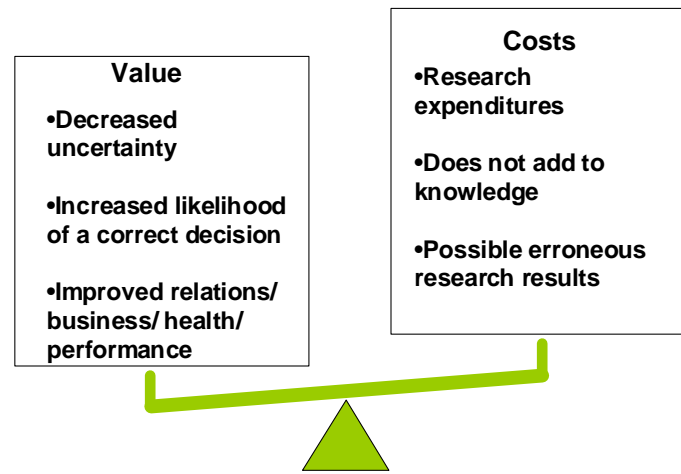 Value
•Decreased
uncertainty
•Increased likelihood
of a correct decision
•Improved relations/
business/ health/
performance
Costs
•Research
expenditures
•Does not add to
knowledge
•Possible erroneous
research results